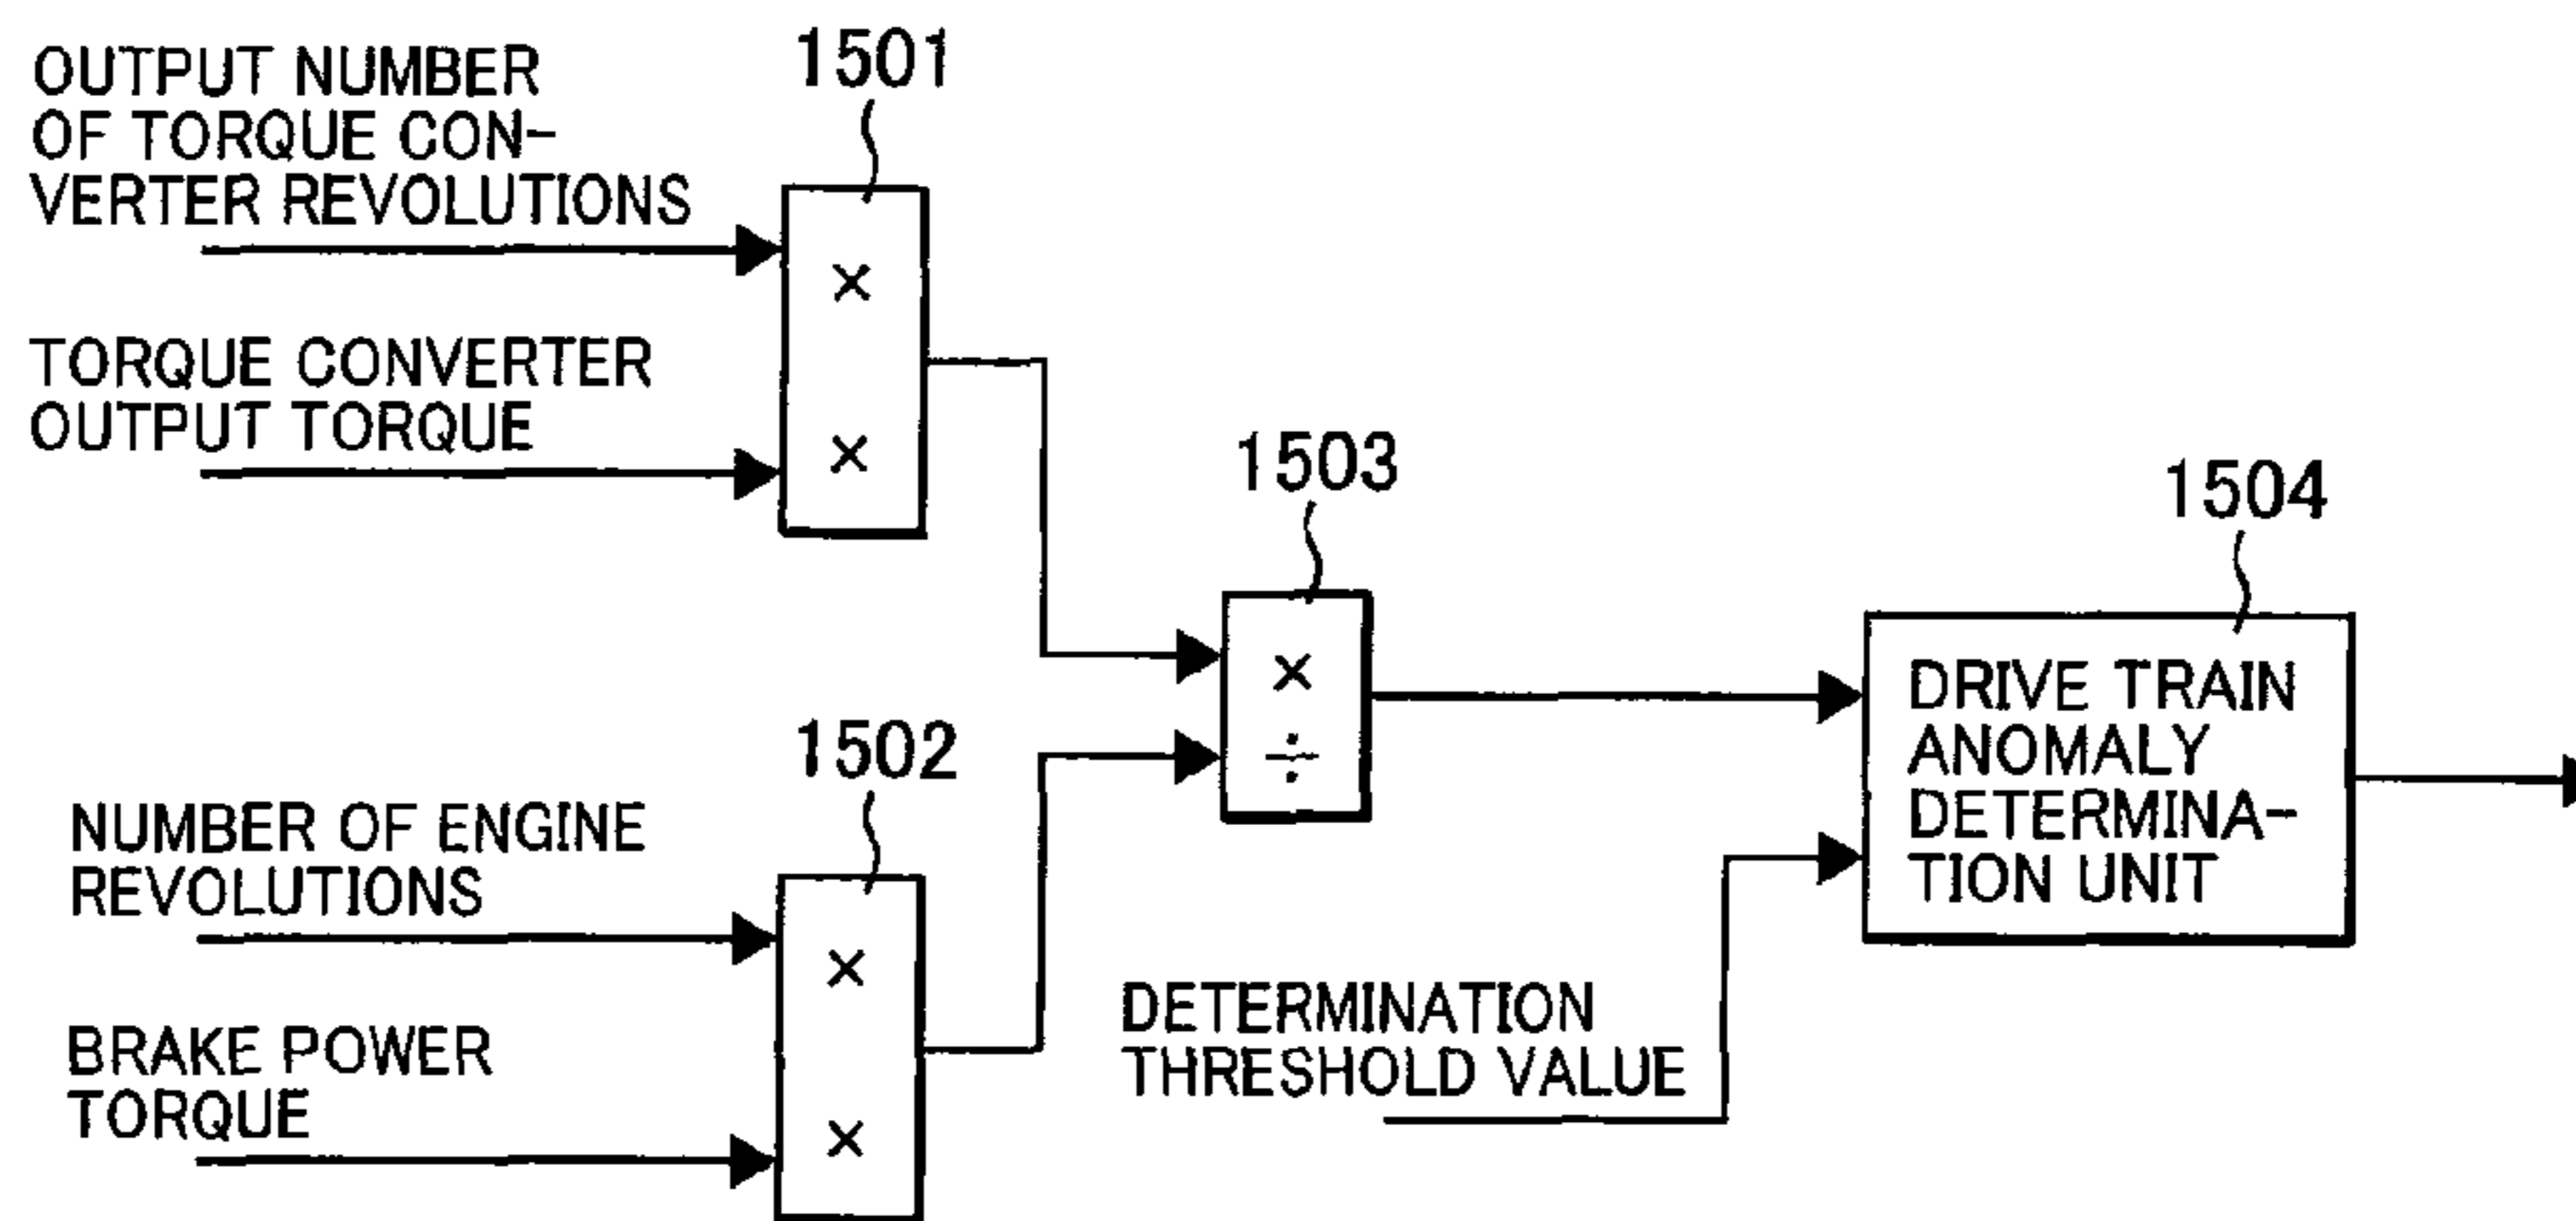 OUTPUT NUMBER
OF TORQUE CON-
VERTER REVOLUTIONS
1501
×
×
TORQUE CONVERTER
OUTPUT TORQUE
1503
×
÷
1504
DRIVE TRAIN
ANOMALY
DETERMINA-
TION UNIT
1502
×
×
NUMBER OF ENGINE
REVOLUTIONS
BRAKE POWER
TORQUE
DETERMINATION
THRESHOLD VALUE